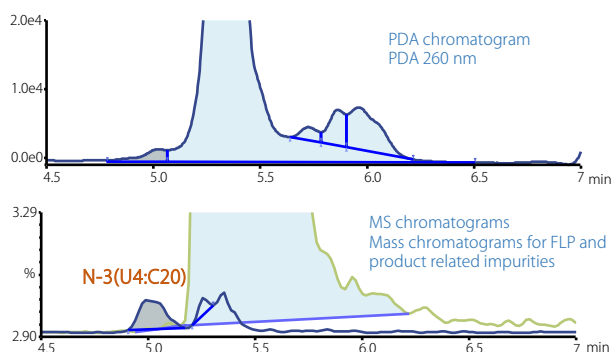 2.0e4
PDA chromatogram
PDA 260 nm
1.0e4
0.0e0
4.5 5.0 5.5 6.0 6.5 7 min
3.29
MS chromatograms
Mass chromatograms for FLP and
product related impurities
%
N-3(U4:C20)
2.90
4.5 5.0 5.5 6.0 6.5 7 min